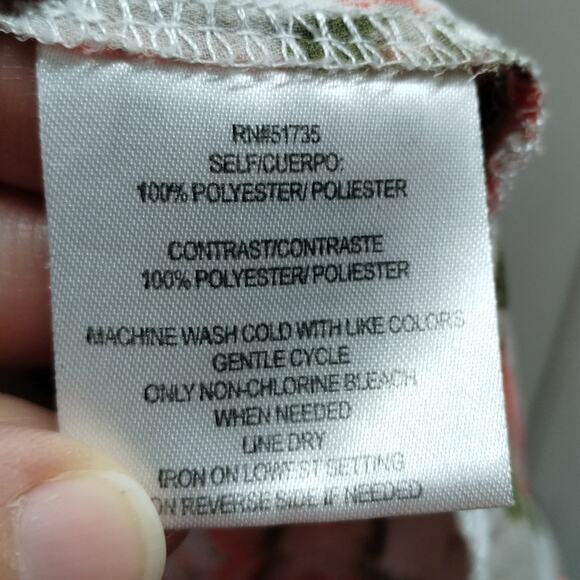 RN#51735
SELF/CUERPO:
100% POLYESTER/ POLIESTER
CONTRAST/CONTRASTE
100% POLYESTER/ POLIESTER
MACHINE WASH COLD WITH LIKE COLORS
GENTLE CYCLE
ONLY NON-CHLORINE BLEACH
WHEN NEEDED
LINE DRY
IRON ON LOWEST SETTING
ON REVERSE SIDE IF NEEDED